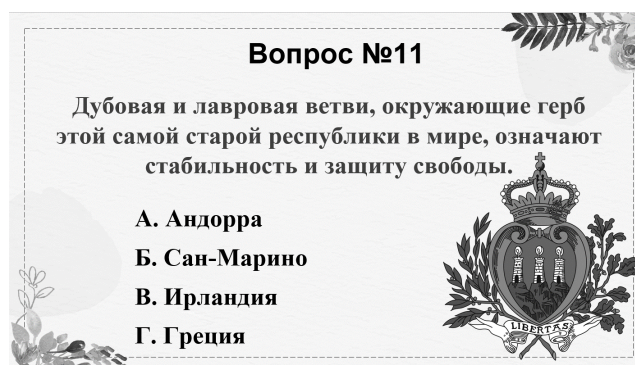 Вопрос №11
Дубовая и лавровая ветви, окружающие герб
этой самой старой республики в мире, означают
стабильность и защиту свободы.
А. Андорра
Б. Сан-Марино
В. Ирландия
Г. Греция
LIBERTAS